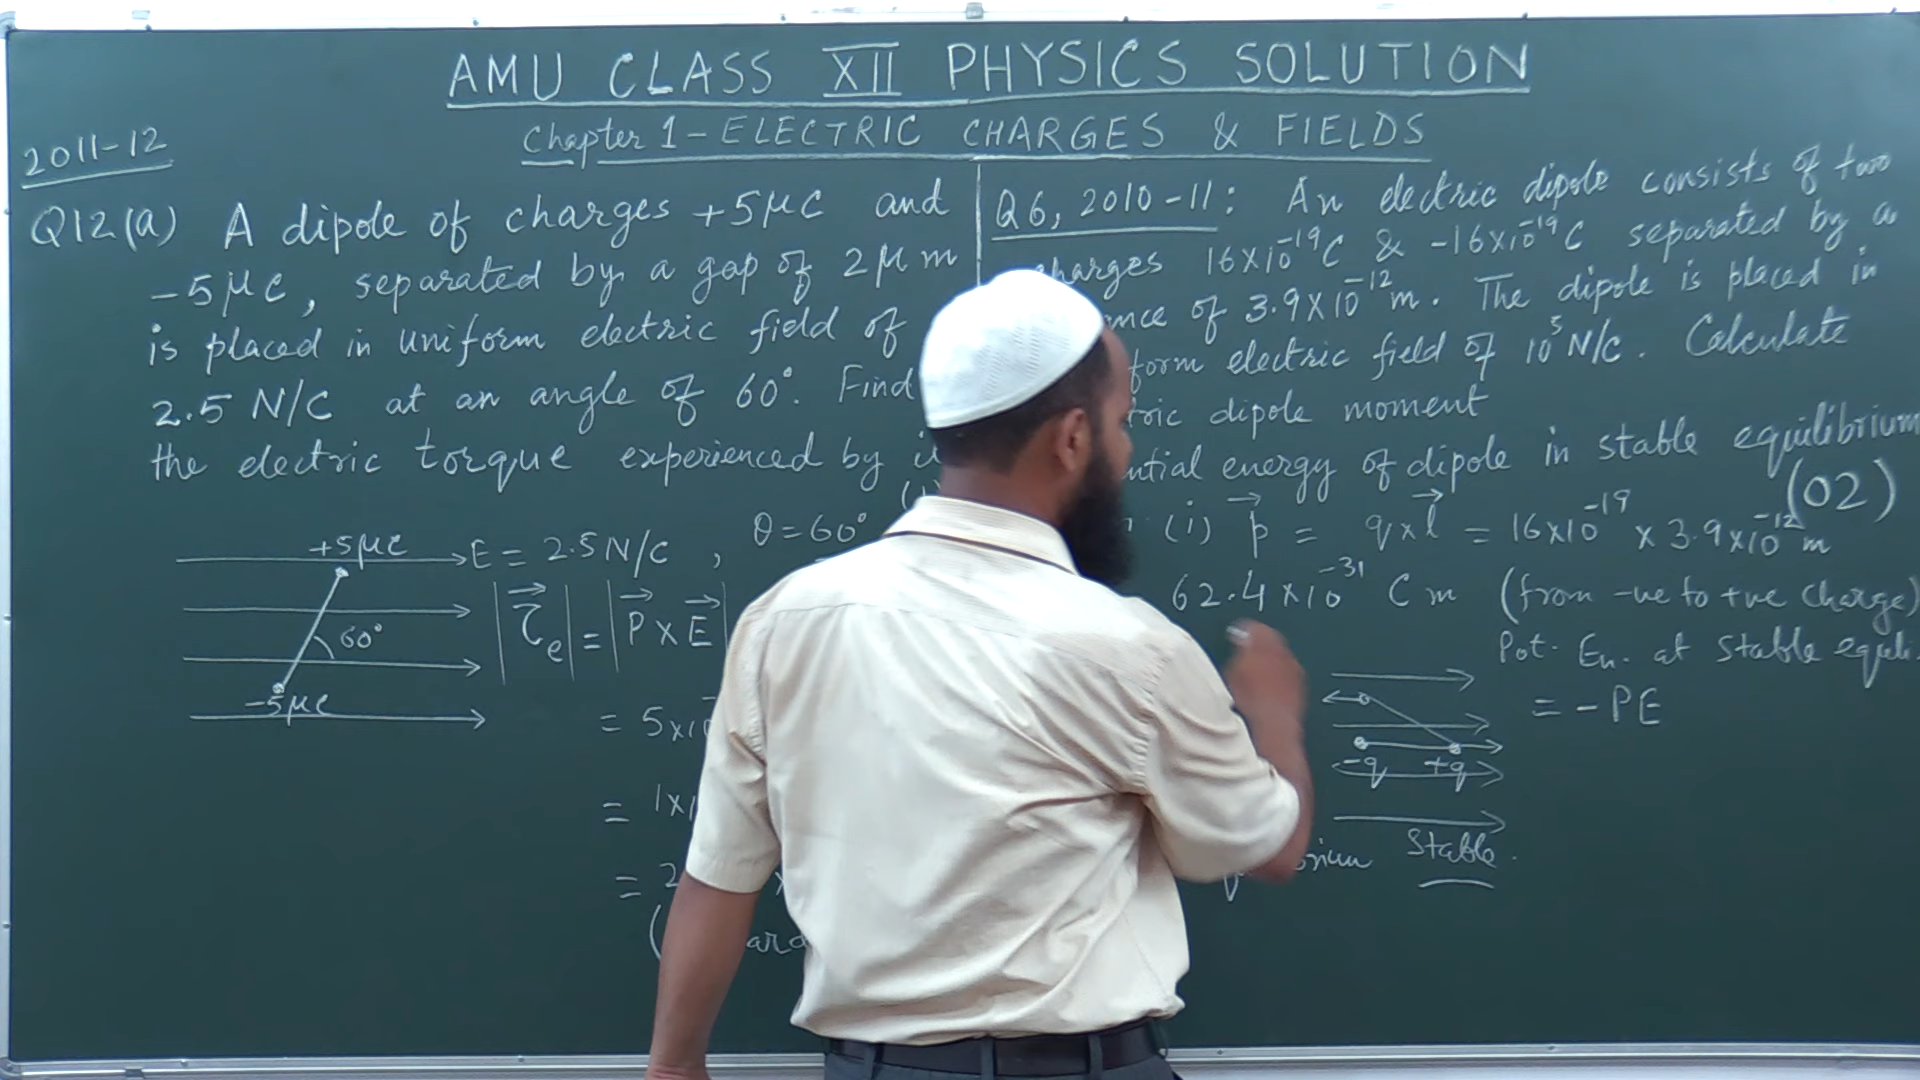 AMU CLASS XII PHYSICS SOLUTION
Chapter 1 - ELECTRIC CHARGES & FIELDS
2011-12
Q12(a) A dipole of charges +5μC and
-5μC, separated by a gap of 2μm
is placed in uniform electric field of
2.5 N/C at an angle of 60°. Find
the electric torque experienced by
+5μC
E = 2.5 N/C , θ = 60°
60°
-5μC
|τₑ| = |P × E|
= 5×10
= 1×1
= 2
Q6, 2010-11: An electric dipole consists of two
charges 16×10⁻¹⁹C & -16×10⁻¹⁹C separated by a
of 3.9×10⁻¹²m. The dipole is placed in
electric field of 10⁵ N/C. Calculate
dipole moment
energy of dipole in stable equilibrium
(02)
(i) p = q×l = 16×10⁻¹⁹ × 3.9×10⁻¹² m
62.4×10⁻³¹ C m (from -ve to +ve charge)
Pot. En. at stable equili.
= -PE
-q +q
Stable.